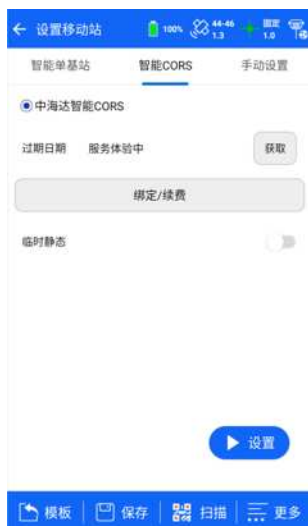 设置移动站 100% 44-46 固定
1.3 1.0
智能单基站 智能CORS 手动设置
中海达智能CORS
过期日期 服务体验中 获取
绑定/续费
临时静态
设置
模板 保存 扫描 更多